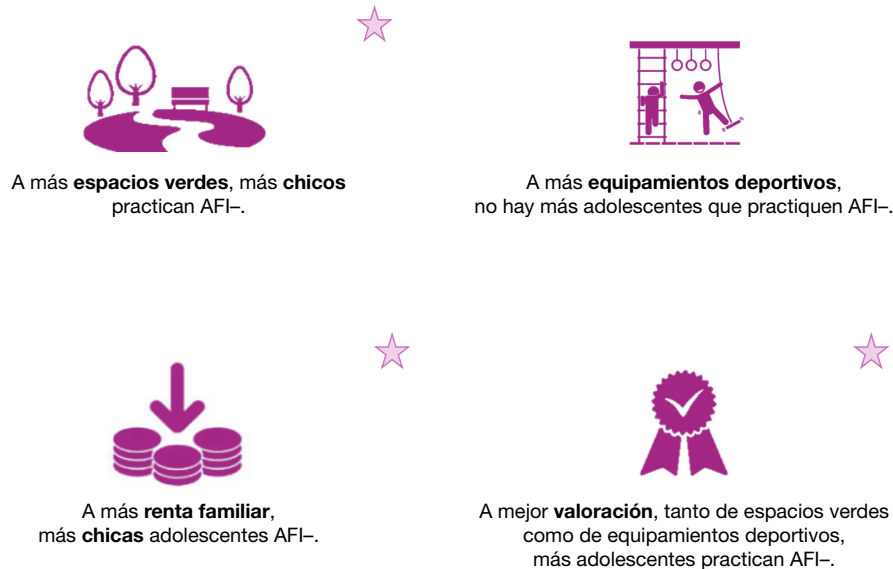 A más espacios verdes, más chicos
practican AFI–.
A más equipamientos deportivos,
no hay más adolescentes que practiquen AFI–.
A más renta familiar,
más chicas adolescentes AFI–.
A mejor valoración, tanto de espacios verdes
como de equipamientos deportivos,
más adolescentes practican AFI–.